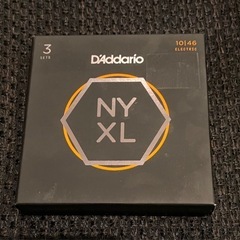 3
SETS
D'Addario
10|46
ELECTRIC
NY
XL